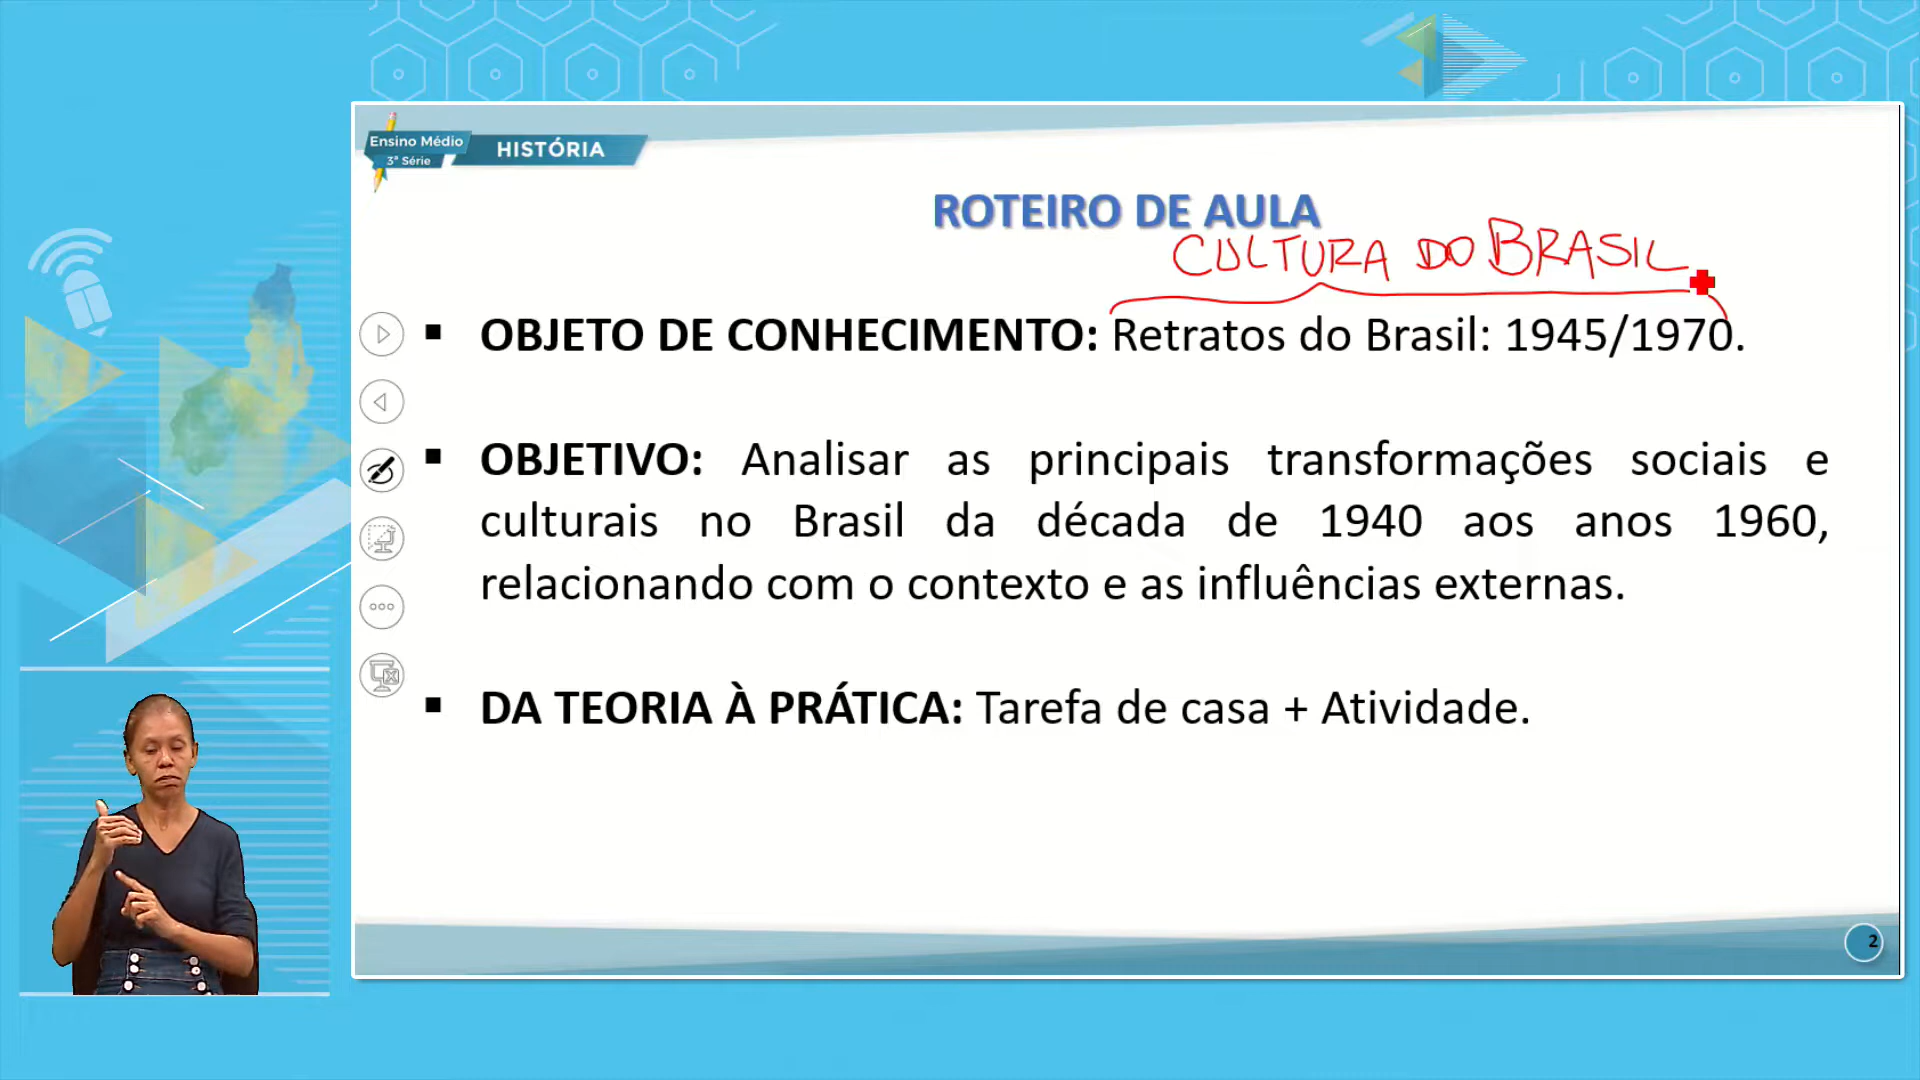 Ensino Médio
3ª Série
HISTÓRIA
ROTEIRO DE AULA
CULTURA DO BRASIL
▪ OBJETO DE CONHECIMENTO: Retratos do Brasil: 1945/1970.
▪ OBJETIVO: Analisar as principais transformações sociais e
culturais no Brasil da década de 1940 aos anos 1960,
relacionando com o contexto e as influências externas.
▪ DA TEORIA À PRÁTICA: Tarefa de casa + Atividade.
2